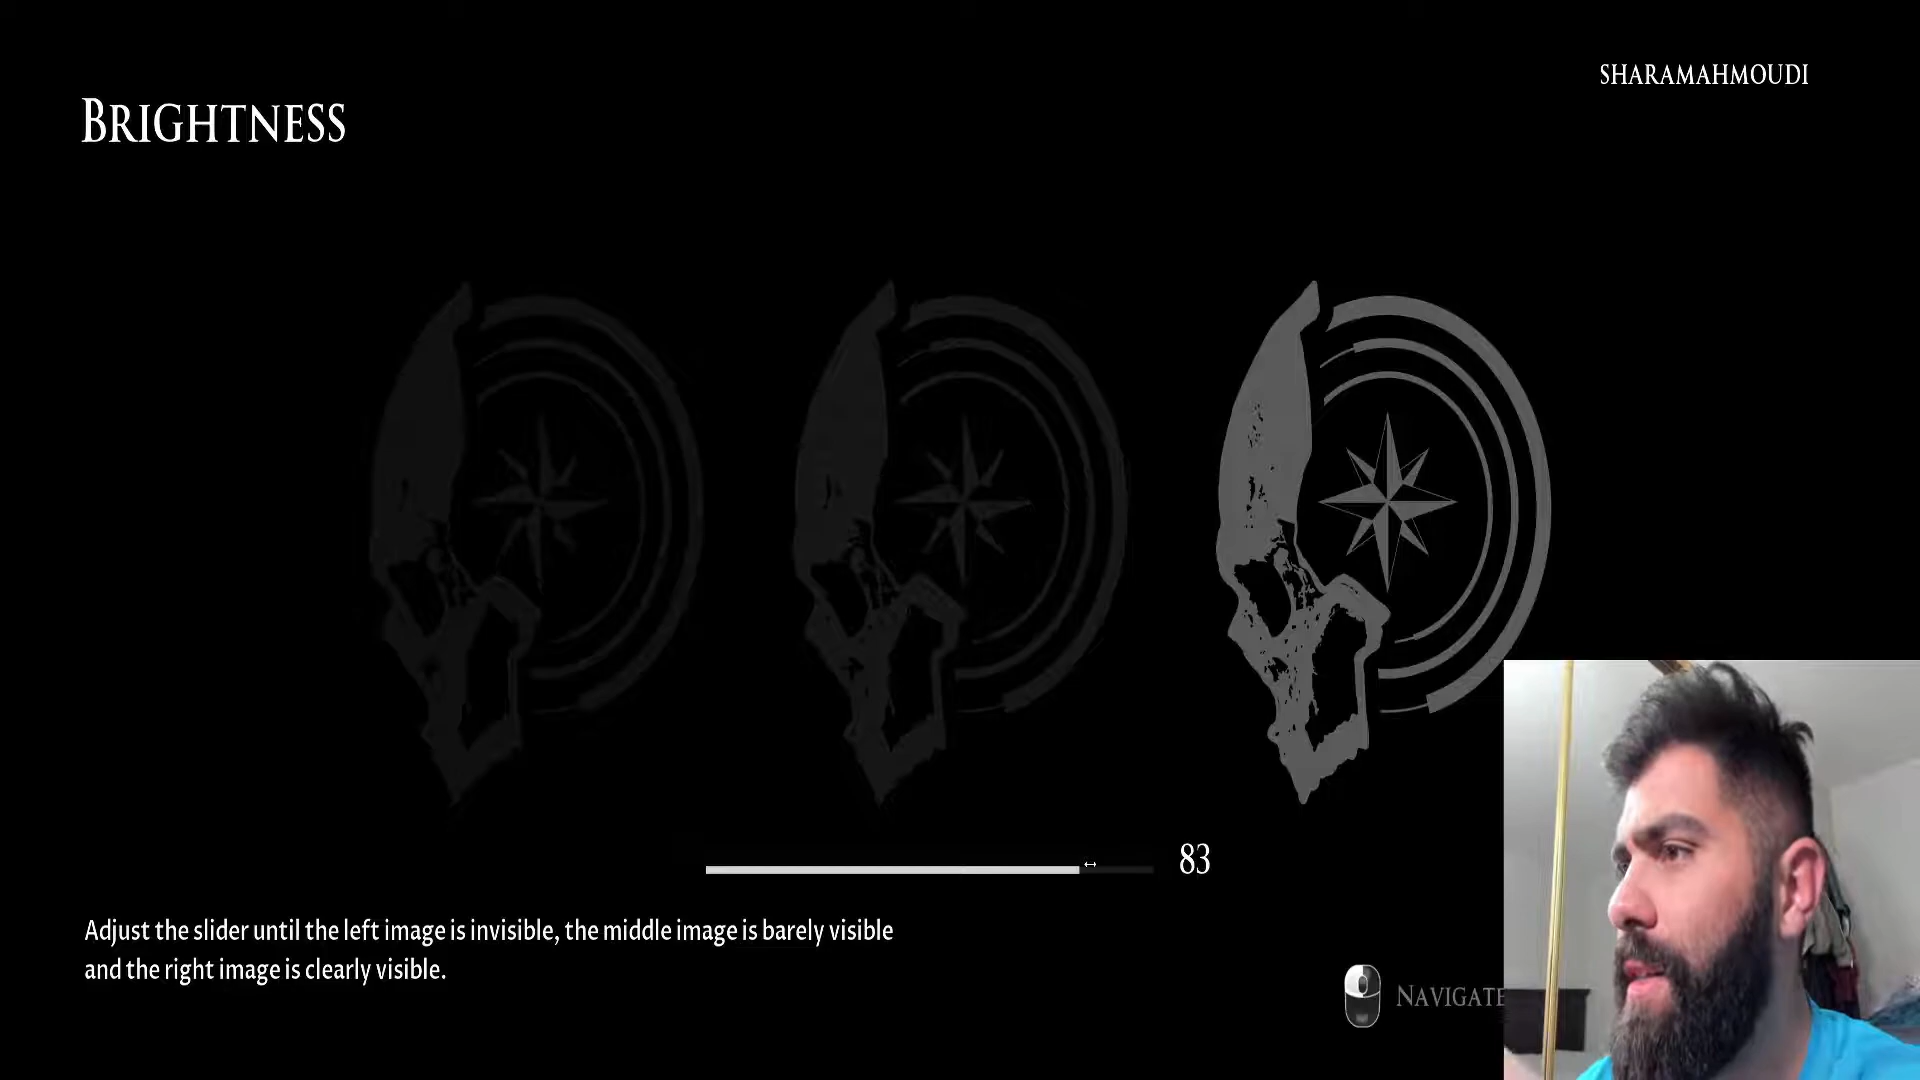 SHARAMAHMOUDI
BRIGHTNESS
83
Adjust the slider until the left image is invisible, the middle image is barely visible
and the right image is clearly visible.
NAVIGATE